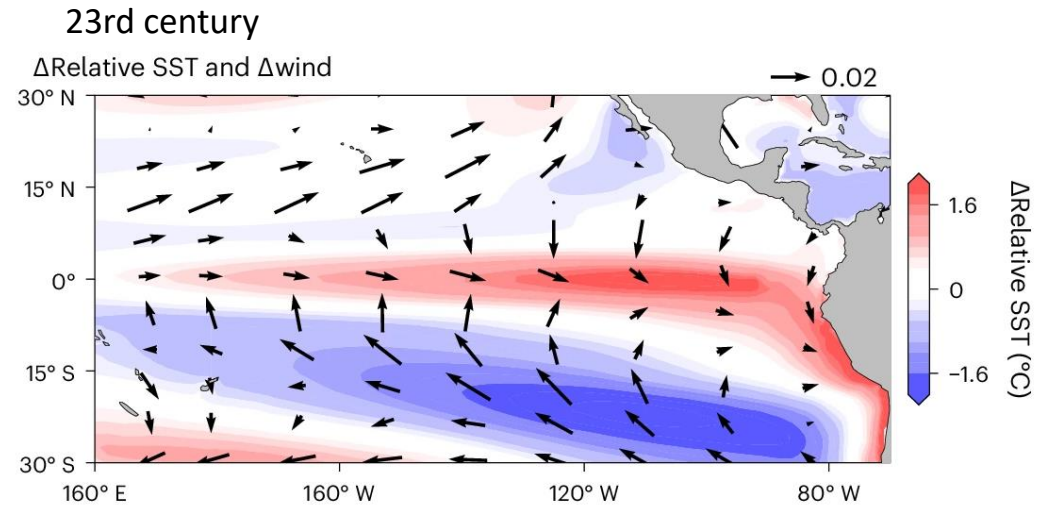 23rd century
ΔRelative SST and Δwind
0.02
30° N
15° N
0°
15° S
30° S
160° E
160° W
120° W
80° W
1.6
0
−1.6
ΔRelative SST (°C)